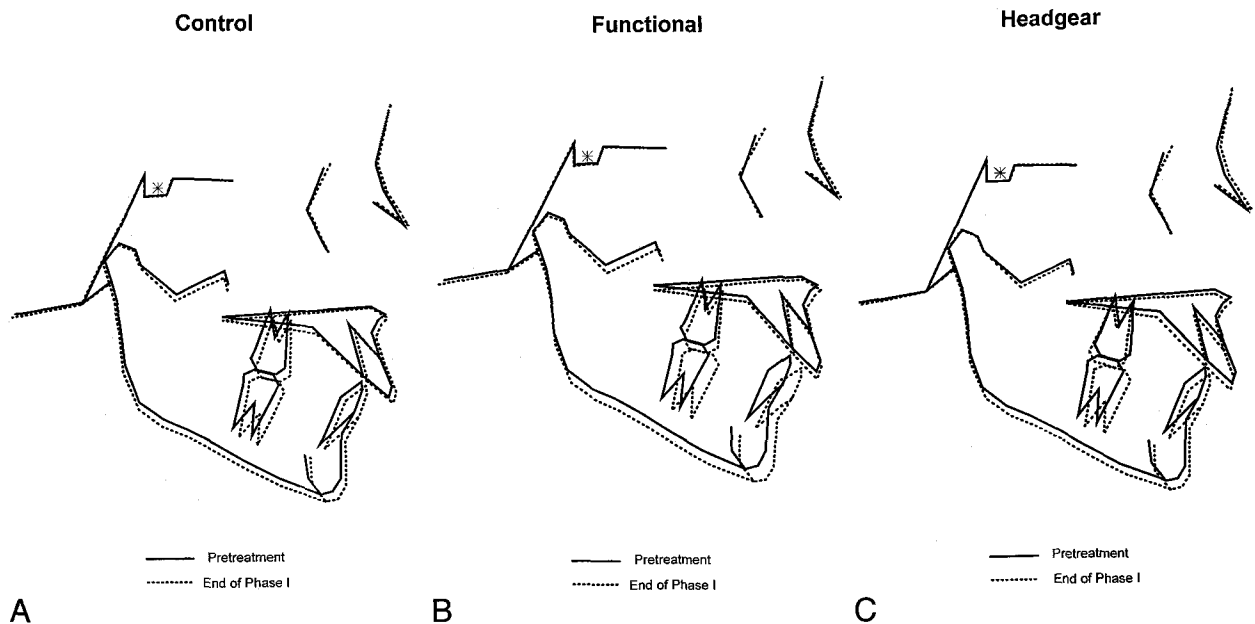 Control
Functional
Headgear
Pretreatment
End of Phase I
Pretreatment
End of Phase I
Pretreatment
End of Phase I
A
B
C